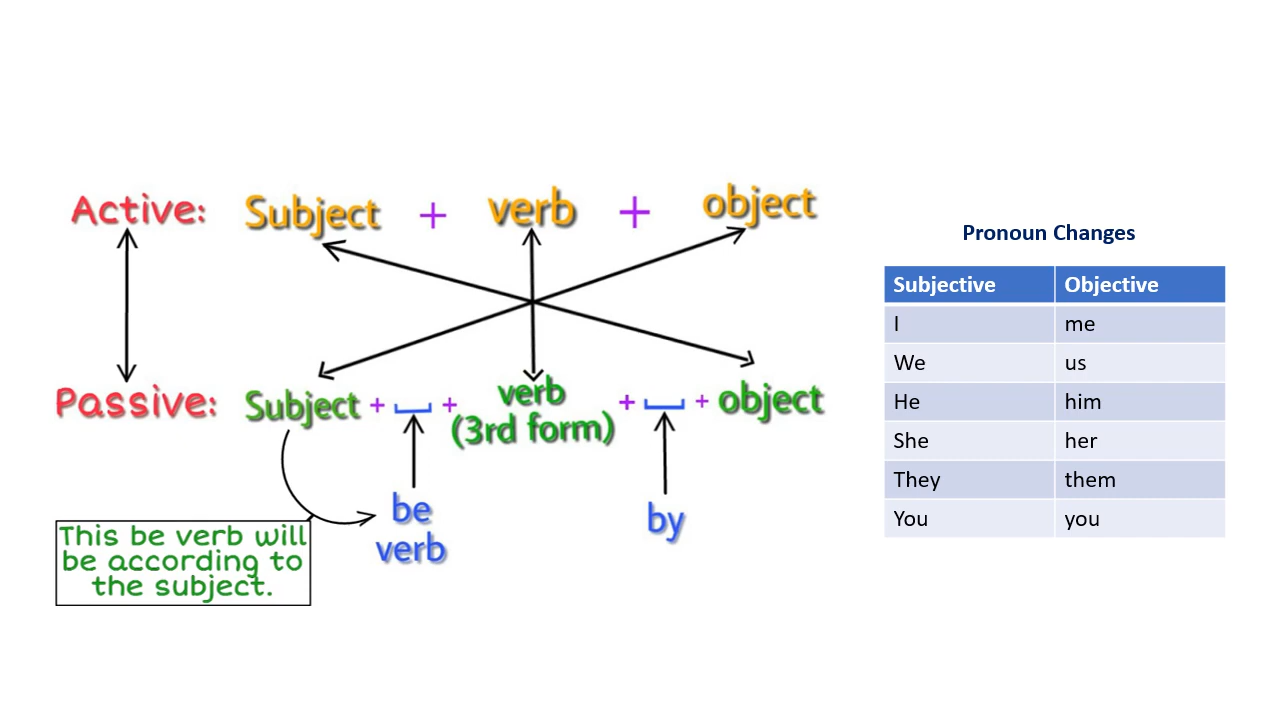 Active: Subject + verb + object
Passive: Subject + + verb (3rd form) + + object
be verb
by
This be verb will
be according to
the subject.
Pronoun Changes
Subjective Objective
I me
We us
He him
She her
They them
You you